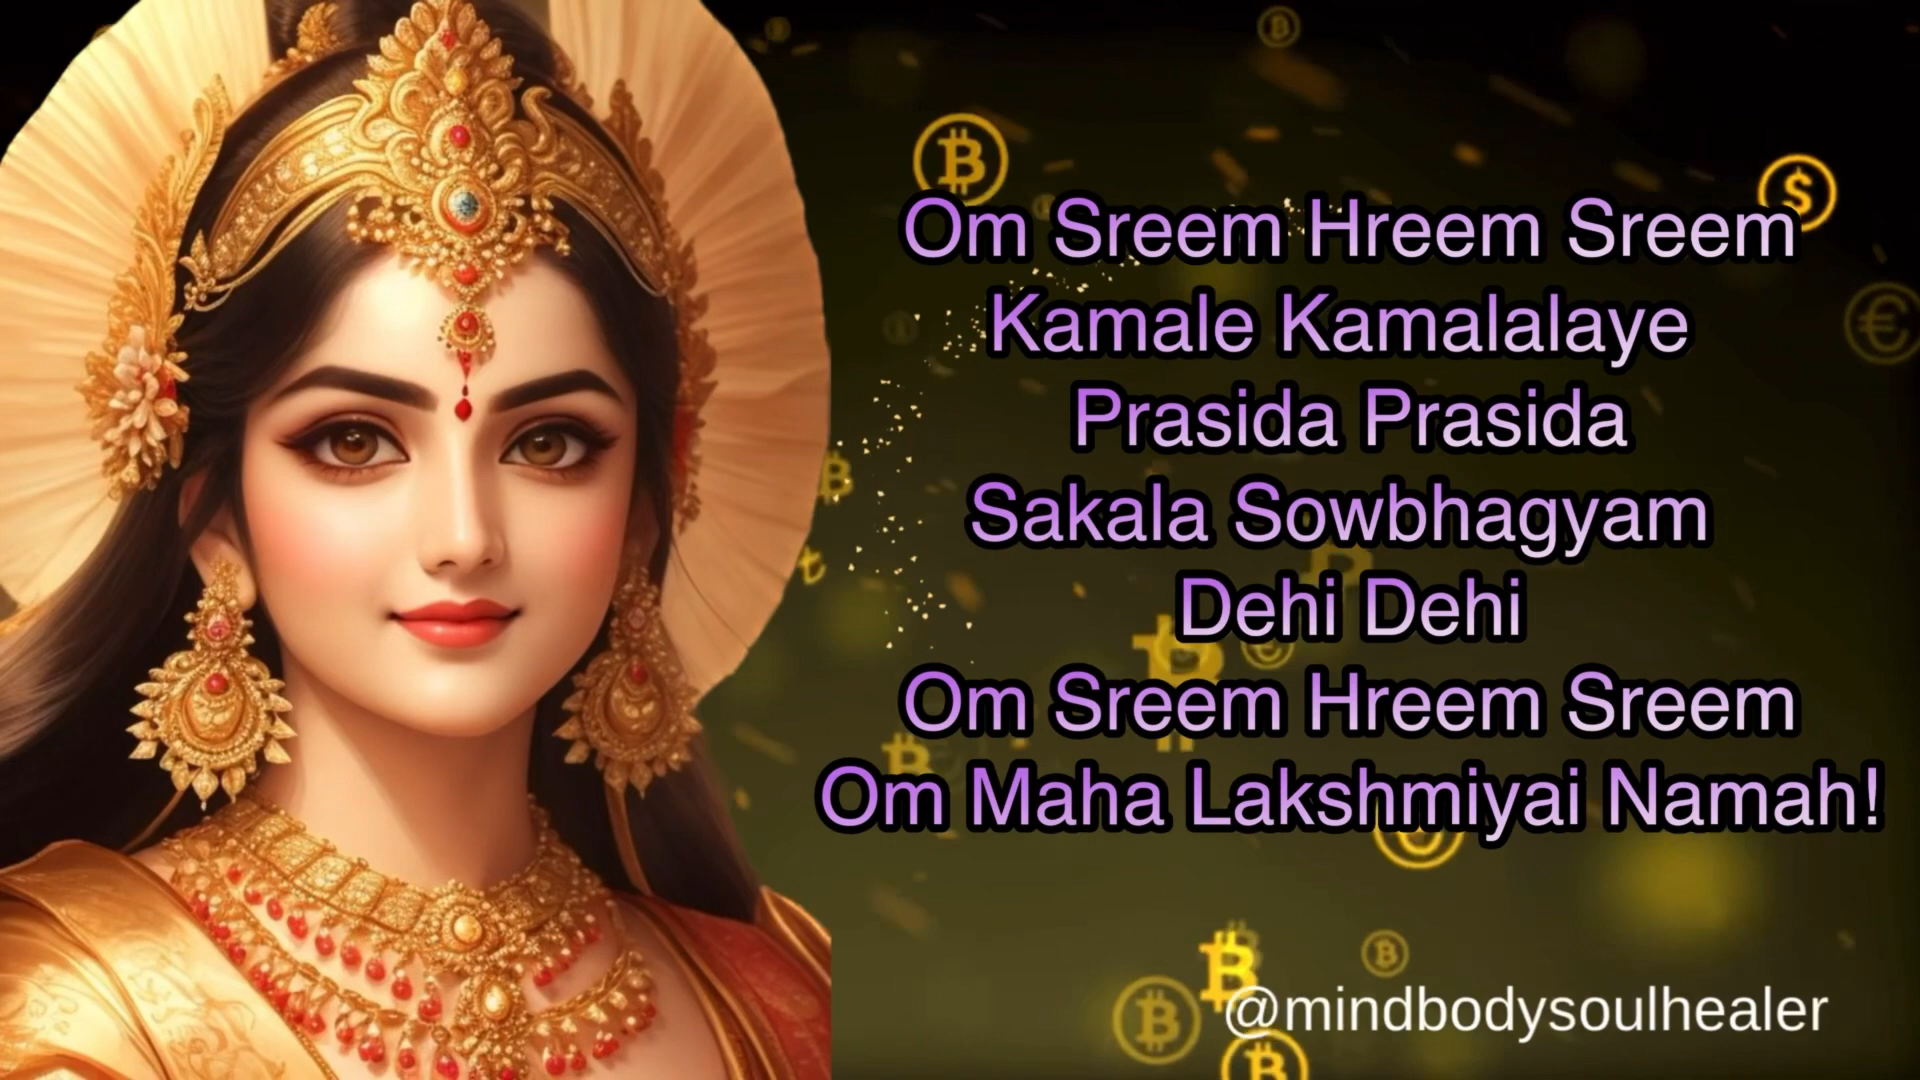 Om Sreem Hreem Sreem
Kamale Kamalalaye
Prasida Prasida
Sakala Sowbhagyam
Dehi Dehi
Om Sreem Hreem Sreem
Om Maha Lakshmiyai Namah!
@mindbodysoulhealer